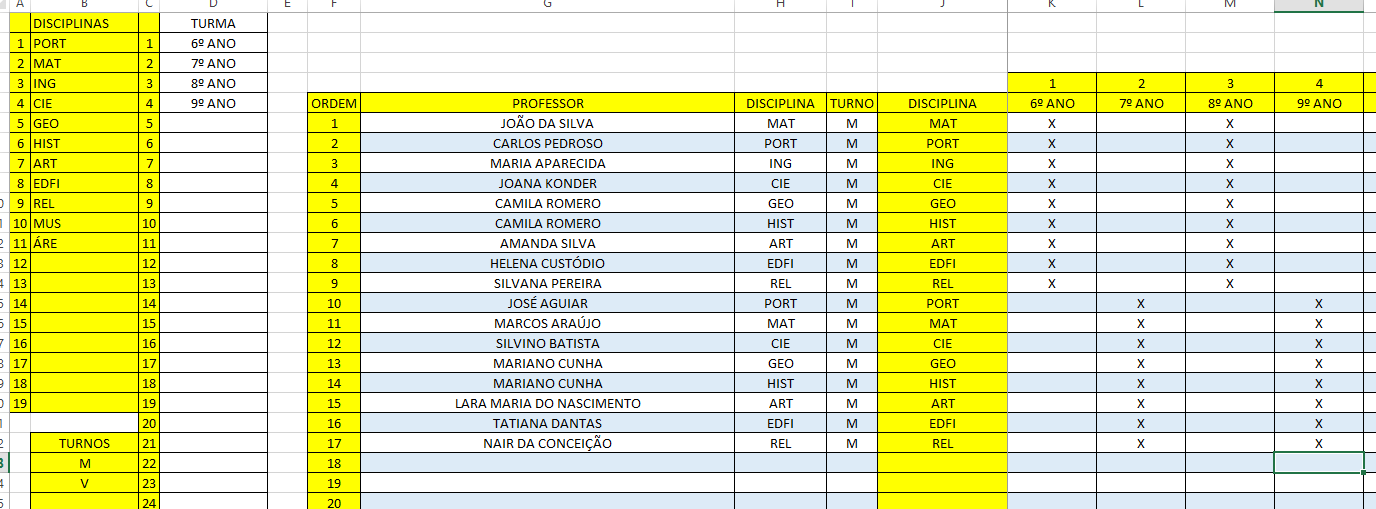 A B C D E F G H I J K L M N
DISCIPLINAS TURMA
1 PORT 1 6º ANO
2 MAT 2 7º ANO
3 ING 3 8º ANO 1 2 3 4
4 CIE 4 9º ANO ORDEM PROFESSOR DISCIPLINA TURNO DISCIPLINA 6º ANO 7º ANO 8º ANO 9º ANO
5 GEO 5 1 JOÃO DA SILVA MAT M MAT X X
6 HIST 6 2 CARLOS PEDROSO PORT M PORT X X
7 ART 7 3 MARIA APARECIDA ING M ING X X
8 EDFI 8 4 JOANA KONDER CIE M CIE X X
9 REL 9 5 CAMILA ROMERO GEO M GEO X X
10 MUS 10 6 CAMILA ROMERO HIST M HIST X X
11 ÁRE 11 7 AMANDA SILVA ART M ART X X
12 12 8 HELENA CUSTÓDIO EDFI M EDFI X X
13 13 9 SILVANA PEREIRA REL M REL X X
14 14 10 JOSÉ AGUIAR PORT M PORT X X
15 15 11 MARCOS ARAÚJO MAT M MAT X X
16 16 12 SILVINO BATISTA CIE M CIE X X
17 17 13 MARIANO CUNHA GEO M GEO X X
18 18 14 MARIANO CUNHA HIST M HIST X X
19 19 15 LARA MARIA DO NASCIMENTO ART M ART X X
20 16 TATIANA DANTAS EDFI M EDFI X X
TURNOS 21 17 NAIR DA CONCEIÇÃO REL M REL X X
M 22 18
V 23 19
24 20